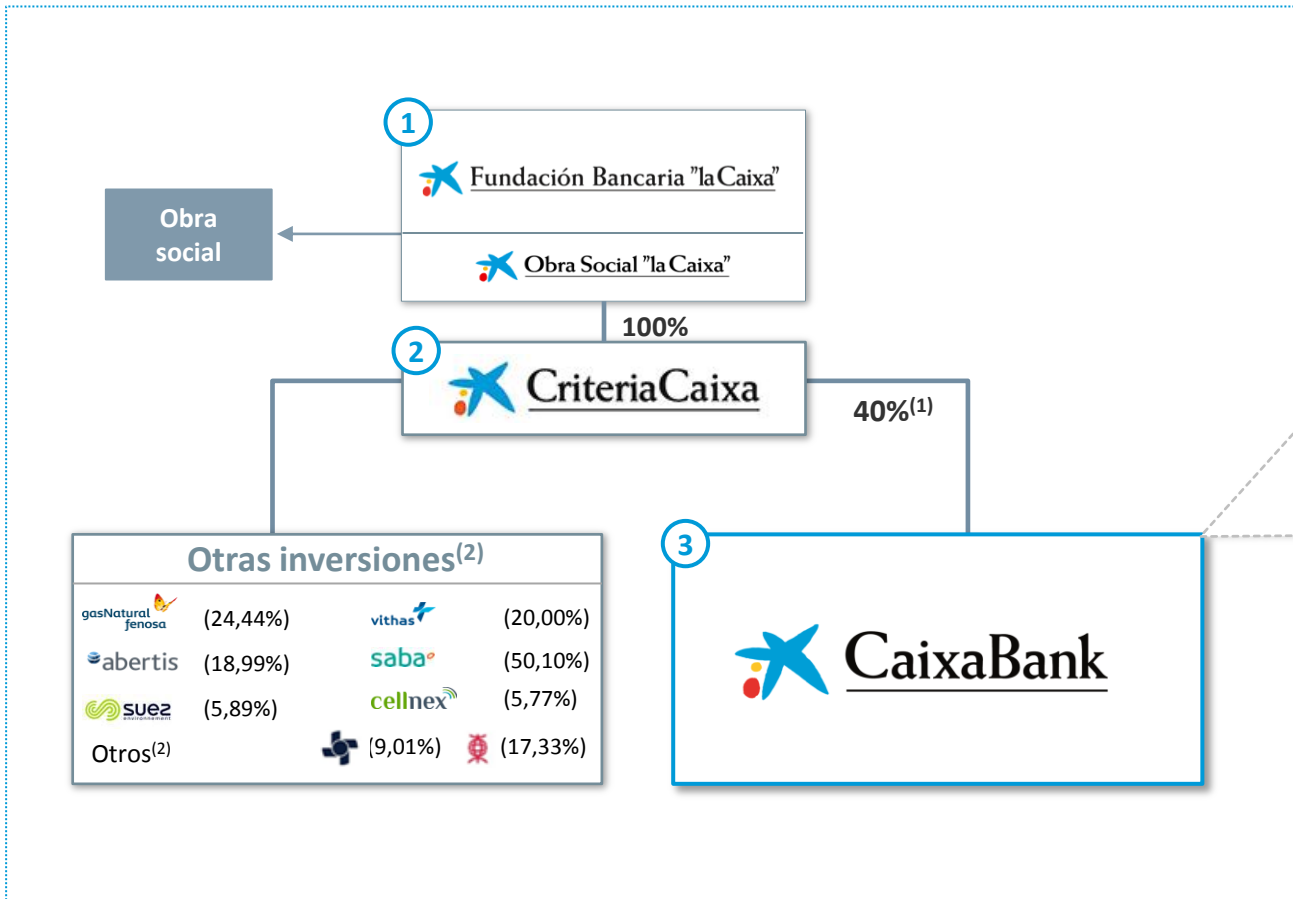 1
Fundación Bancaria "la Caixa"
Obra
social
Obra Social "la Caixa"
100%
2
CriteriaCaixa
40%(1)
Otras inversiones(2)
gasNatural
fenosa
(24,44%)
vithas
(20,00%)
abertis
(18,99%)
saba
(50,10%)
suez
environnement
(5,89%)
cellnex
(5,77%)
Otros(2)
(9,01%)
(17,33%)
3
CaixaBank